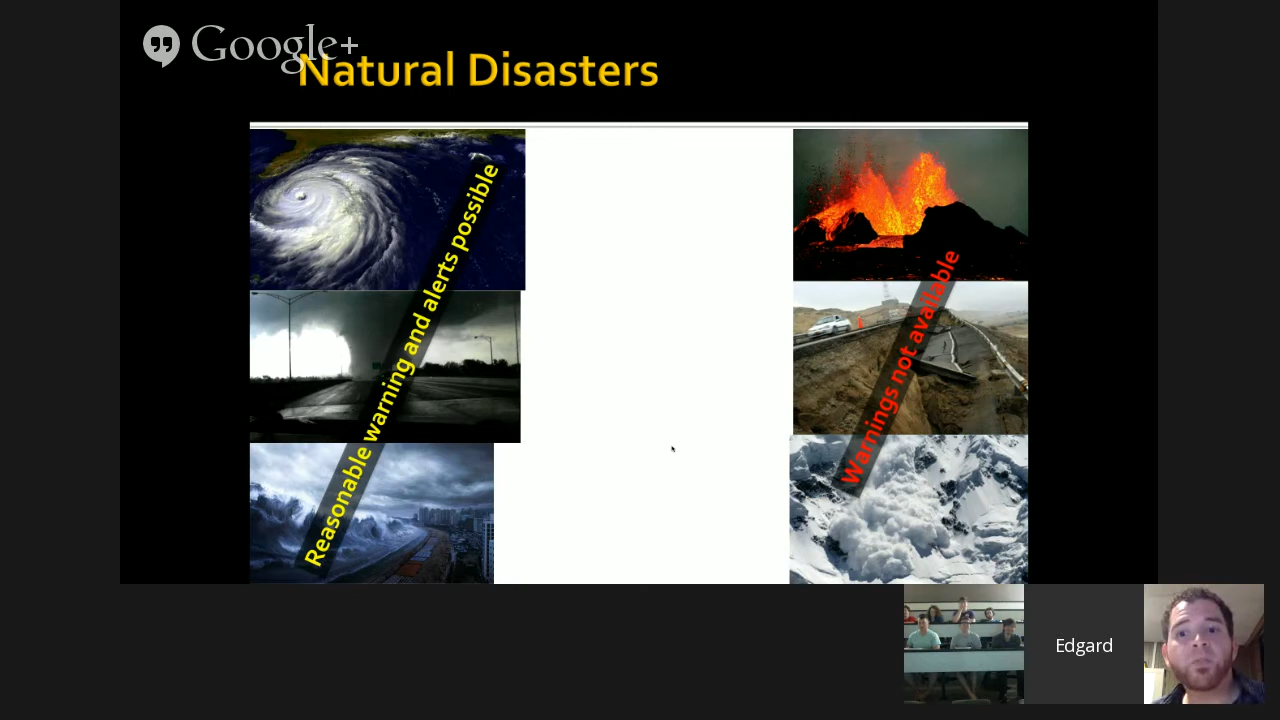 Google+
Natural Disasters
Reasonable warning and alerts possible
Warnings not available
Edgard